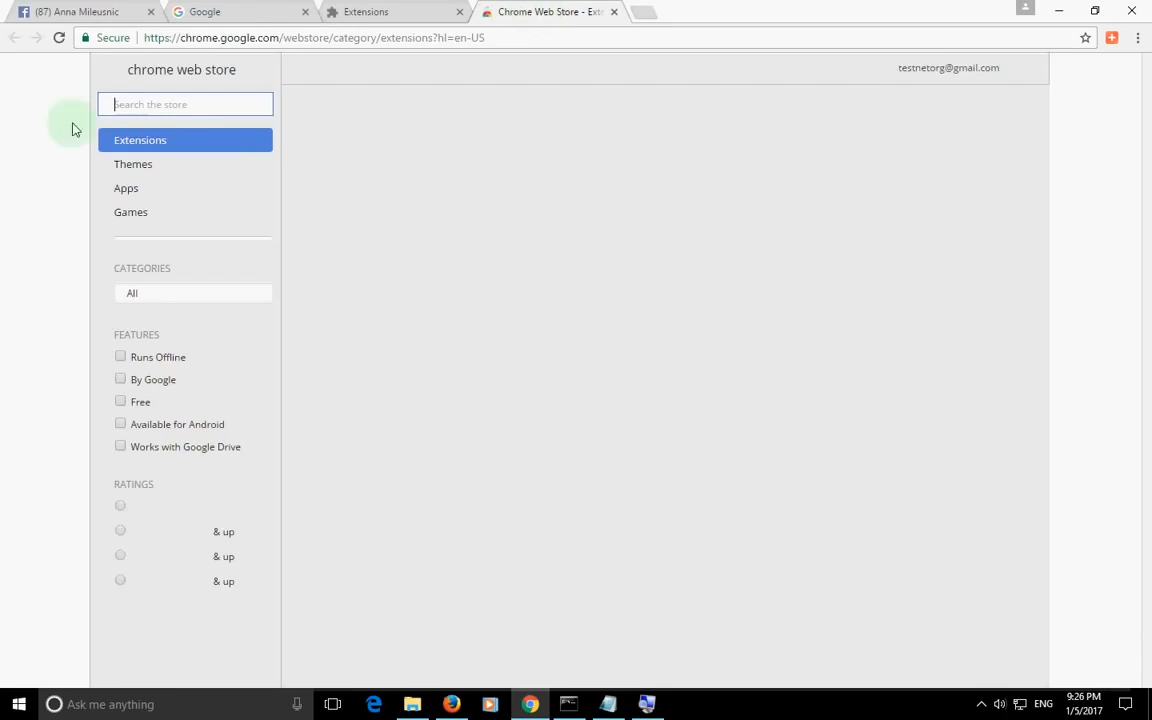 (87) Anna Mileusnic
Google
Extensions
Chrome Web Store - Exte
Secure
https://chrome.google.com/webstore/category/extensions?hl=en-US
chrome web store
testnetorg@gmail.com
Search the store
Extensions
Themes
Apps
Games
CATEGORIES
All
FEATURES
Runs Offline
By Google
Free
Available for Android
Works with Google Drive
RATINGS
& up
& up
& up
Ask me anything
ENG
9:26 PM
1/5/2017